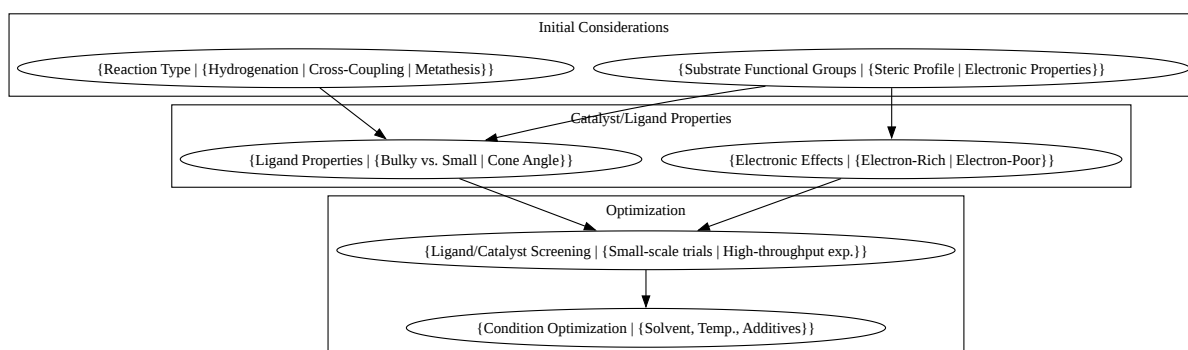 Initial Considerations
{Reaction Type | {Hydrogenation | Cross-Coupling | Metathesis}}
{Substrate Functional Groups | {Steric Profile | Electronic Properties}}
Catalyst/Ligand Properties
{Ligand Properties | {Bulky vs. Small | Cone Angle}}
{Electronic Effects | {Electron-Rich | Electron-Poor}}
Optimization
{Ligand/Catalyst Screening | {Small-scale trials | High-throughput exp.}}
{Condition Optimization | {Solvent, Temp., Additives}}